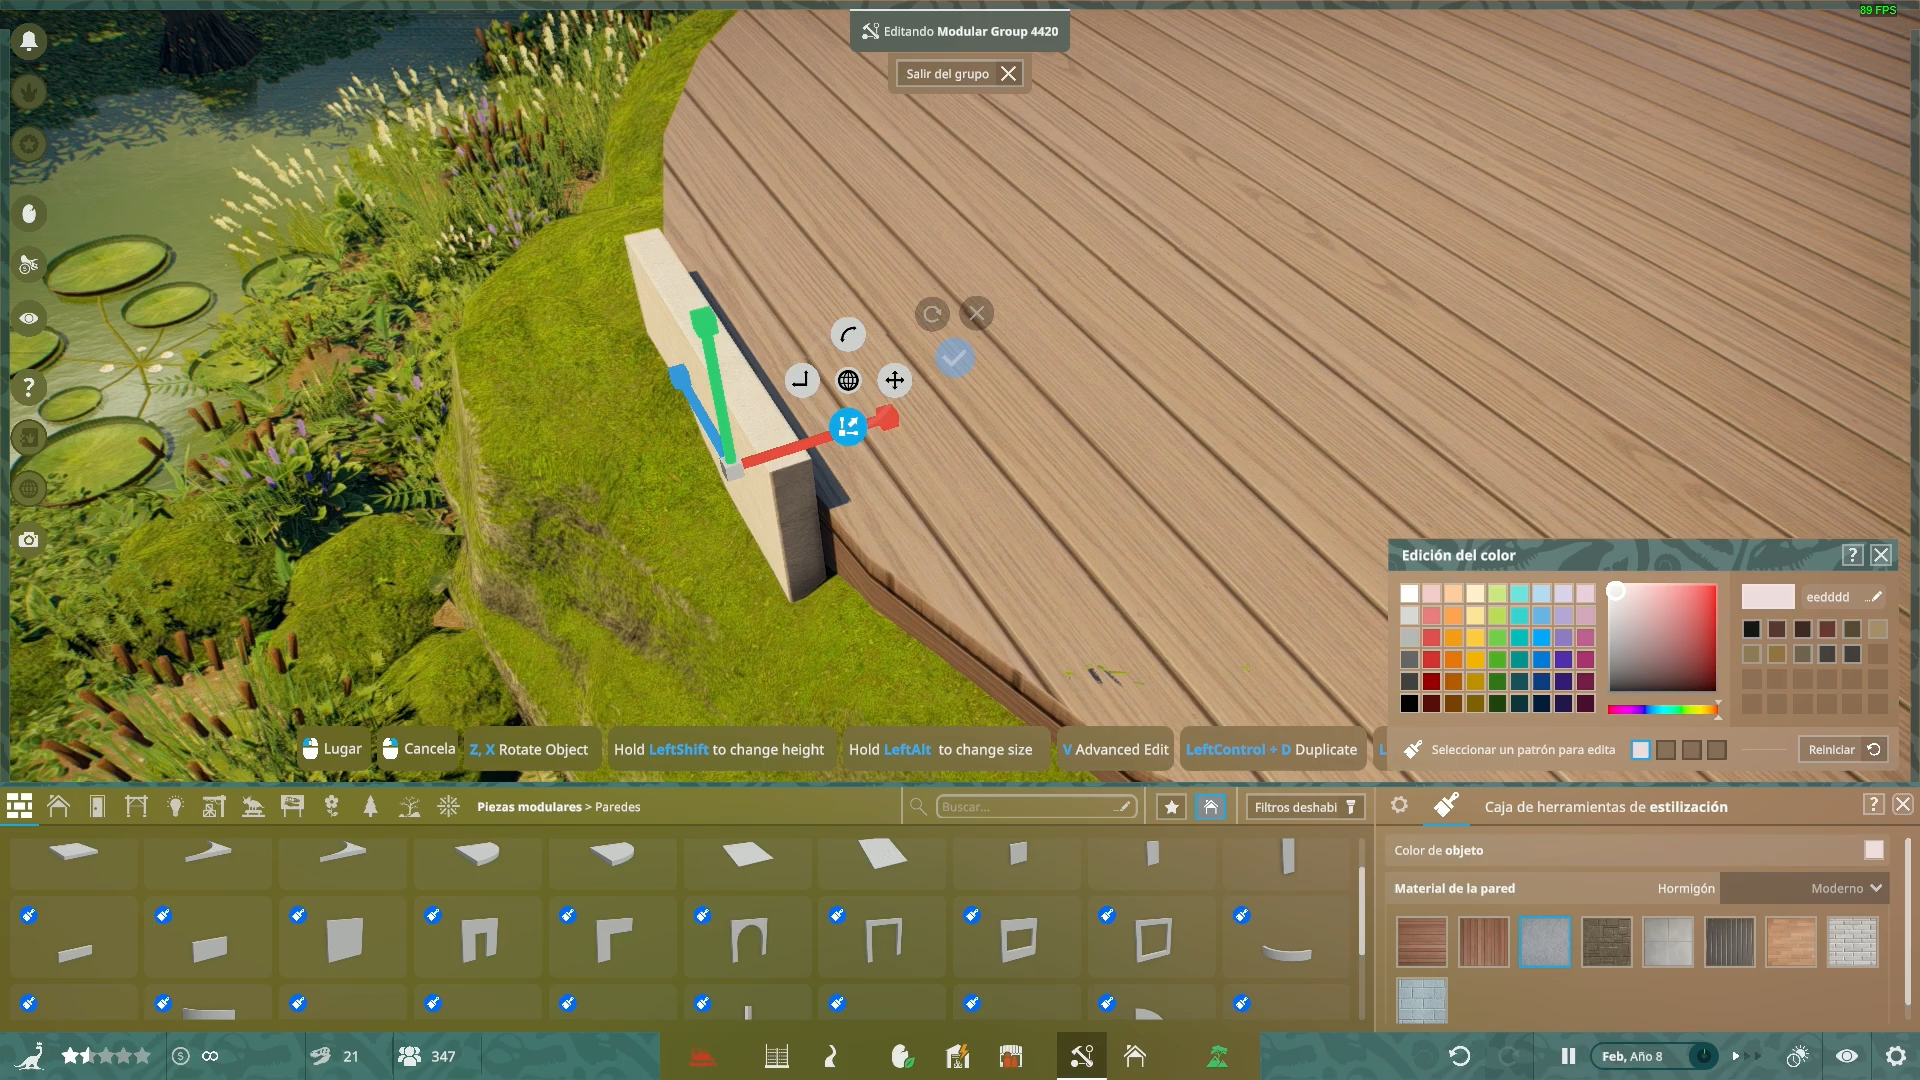 89 FPS
Editando Modular Group 4420
Salir del grupo
Edición del color
eedddd ...
Lugar
Cancela
Z, X Rotate Object
Hold LeftShift to change height
Hold LeftAlt to change size
V Advanced Edit
LeftControl + D Duplicate
L
Seleccionar un patrón para edita
Reiniciar
Piezas modulares > Paredes
Buscar...
Filtros deshabi
Caja de herramientas de estilización
Color de objeto
Material de la pared
Hormigón
Moderno
21
347
Feb, Año 8